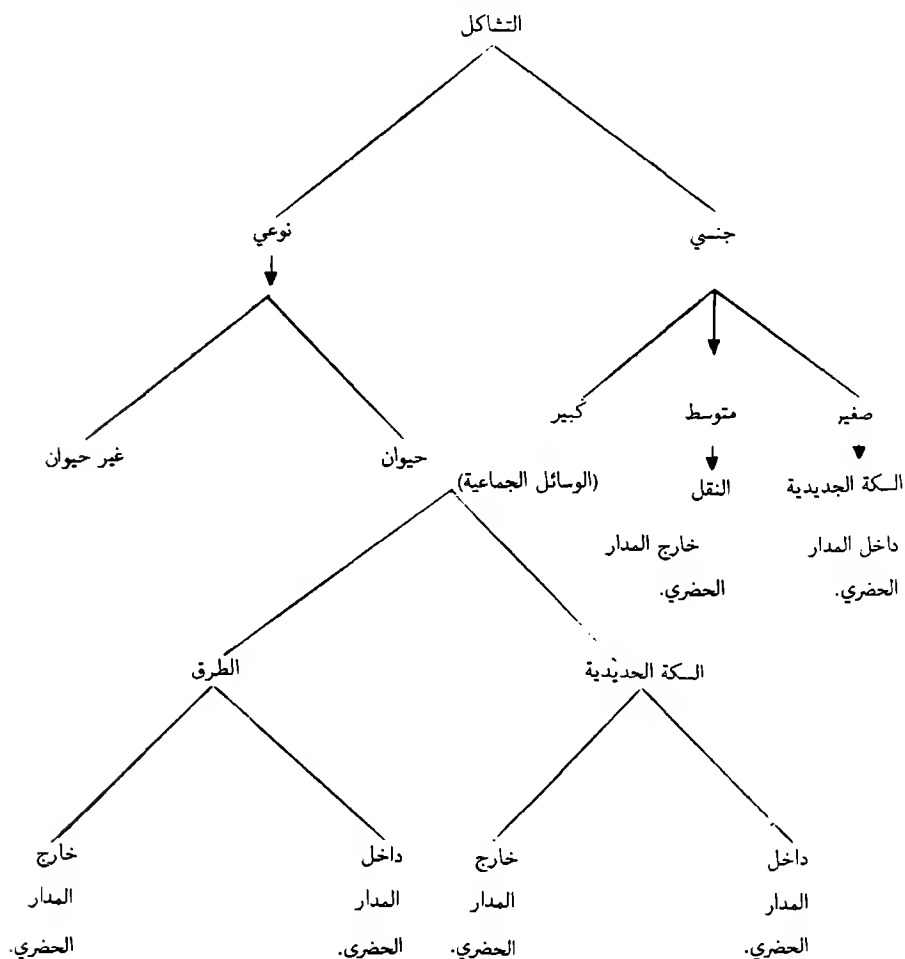 التشاكل
جنسي
نوعي
صغير
متوسط
كبير
حيوان
غير حيوان
السكة الجديدية
النقل
(الوسائل الجماعية)
داخل المدار
الحضري.
خارج المدار
الحضري.
السكة الحديدية
الطرق
داخل
المدار
الحضري.
خارج
المدار
الحضري.
داخل
المدار
الحضري.
خارج
المدار
الحضري.